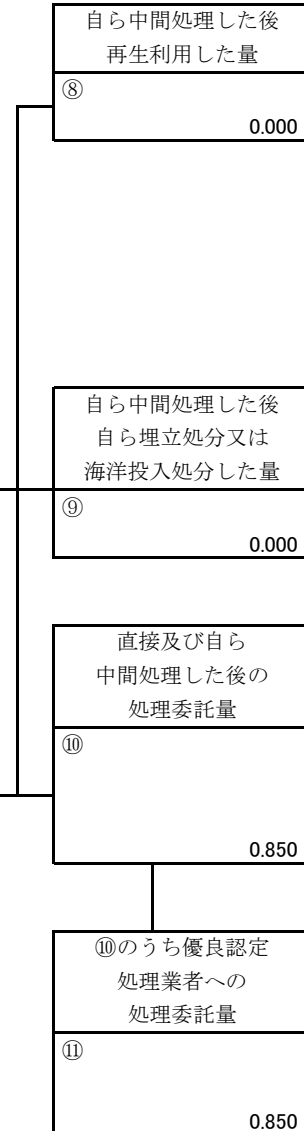 自ら中間処理した後
再生利用した量
⑧
0.000
自ら中間処理した後
自ら埋立処分又は
海洋投入処分した量
⑨
0.000
直接及び自ら
中間処理した後の
処理委託量
⑩
0.850
⑩のうち優良認定
処理業者への
処理委託量
⑪
0.850